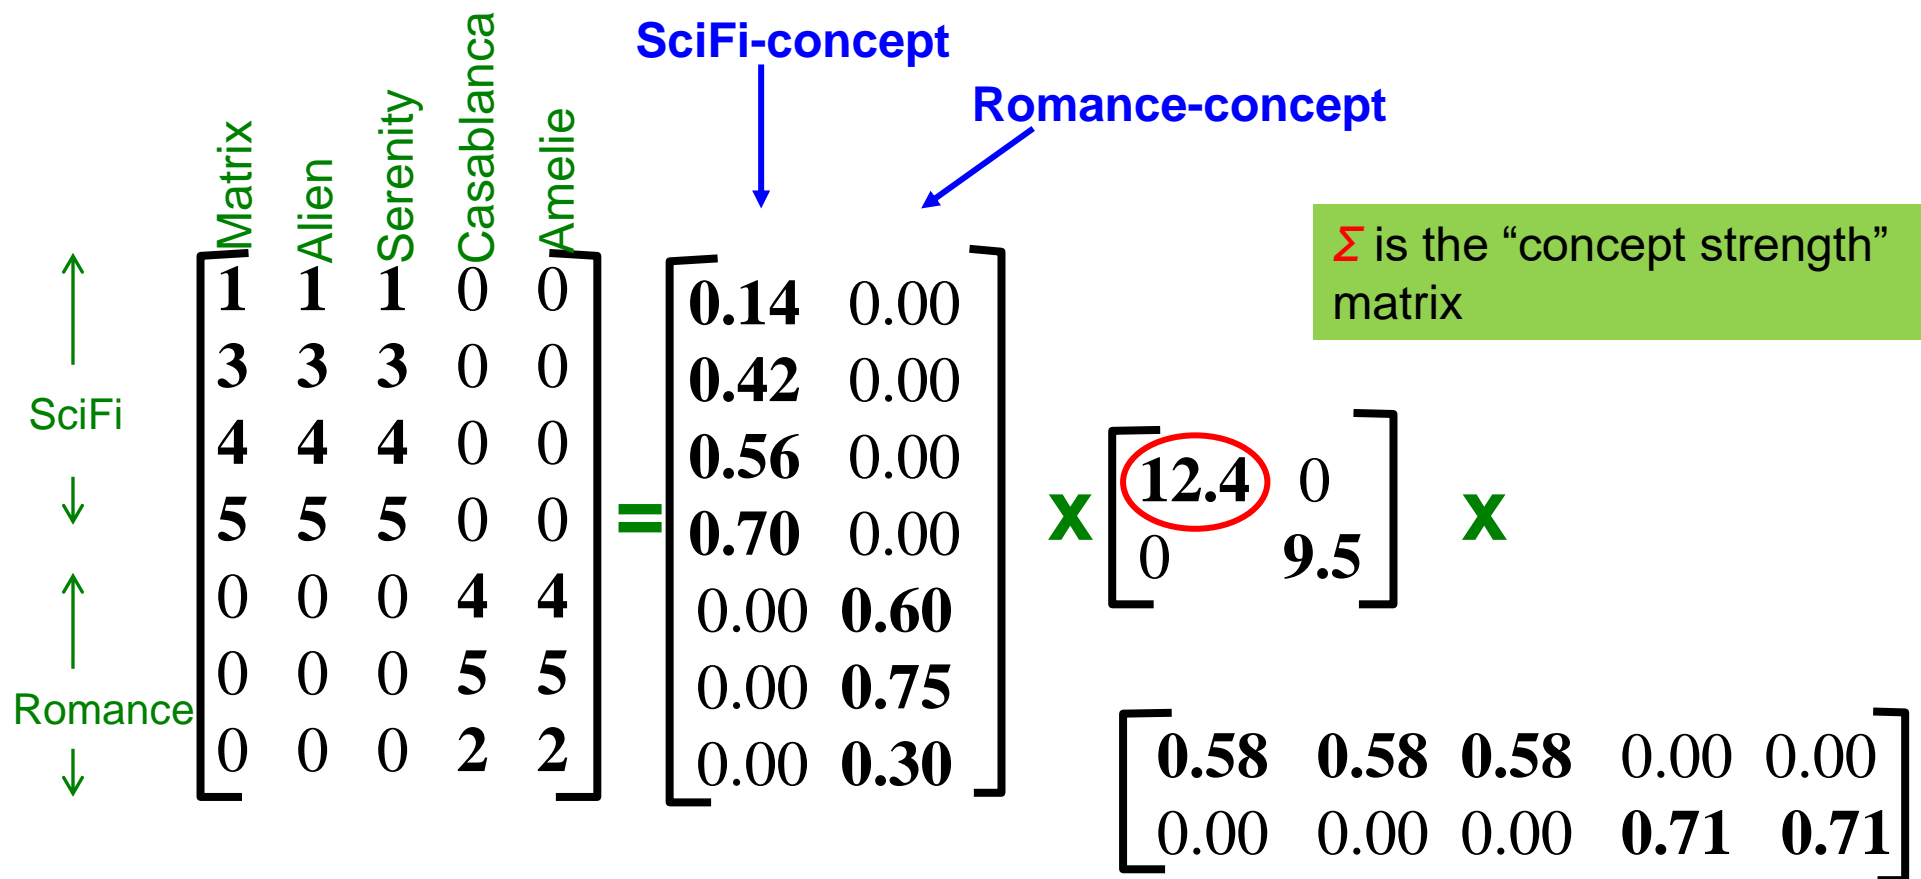 SciFi-concept
Romance-concept
Matrix
Alien
Serenity
Casablanca
Amelie
Σ is the “concept strength”
matrix
SciFi
Romance
1 1 1 0 0
3 3 3 0 0
4 4 4 0 0
5 5 5 0 0
0 0 0 4 4
0 0 0 5 5
0 0 0 2 2
=
0.14 0.00
0.42 0.00
0.56 0.00
0.70 0.00
0.00 0.60
0.00 0.75
0.00 0.30
x
12.4 0
0 9.5
x
0.58 0.58 0.58 0.00 0.00
0.00 0.00 0.00 0.71 0.71